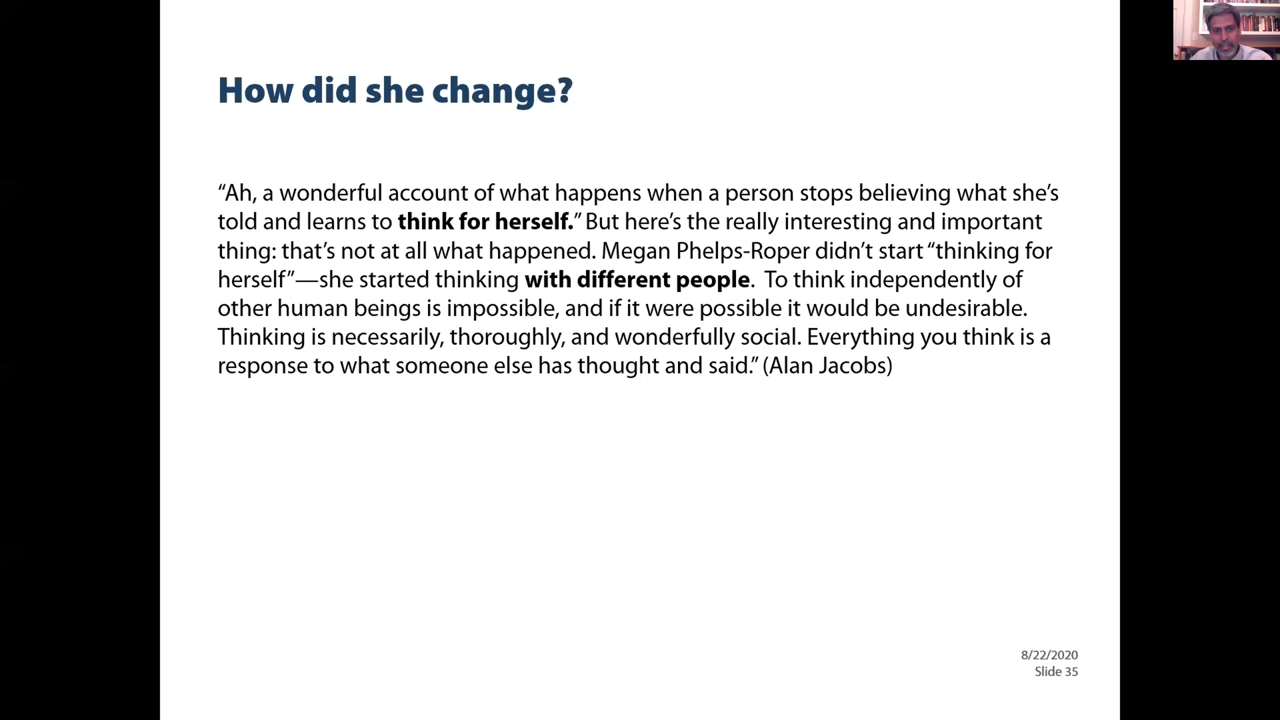 How did she change?
“Ah, a wonderful account of what happens when a person stops believing what she’s
told and learns to think for herself.” But here’s the really interesting and important
thing: that’s not at all what happened. Megan Phelps-Roper didn’t start “thinking for
herself”—she started thinking with different people.  To think independently of
other human beings is impossible, and if it were possible it would be undesirable.
Thinking is necessarily, thoroughly, and wonderfully social. Everything you think is a
response to what someone else has thought and said.” (Alan Jacobs)
8/22/2020
Slide 35